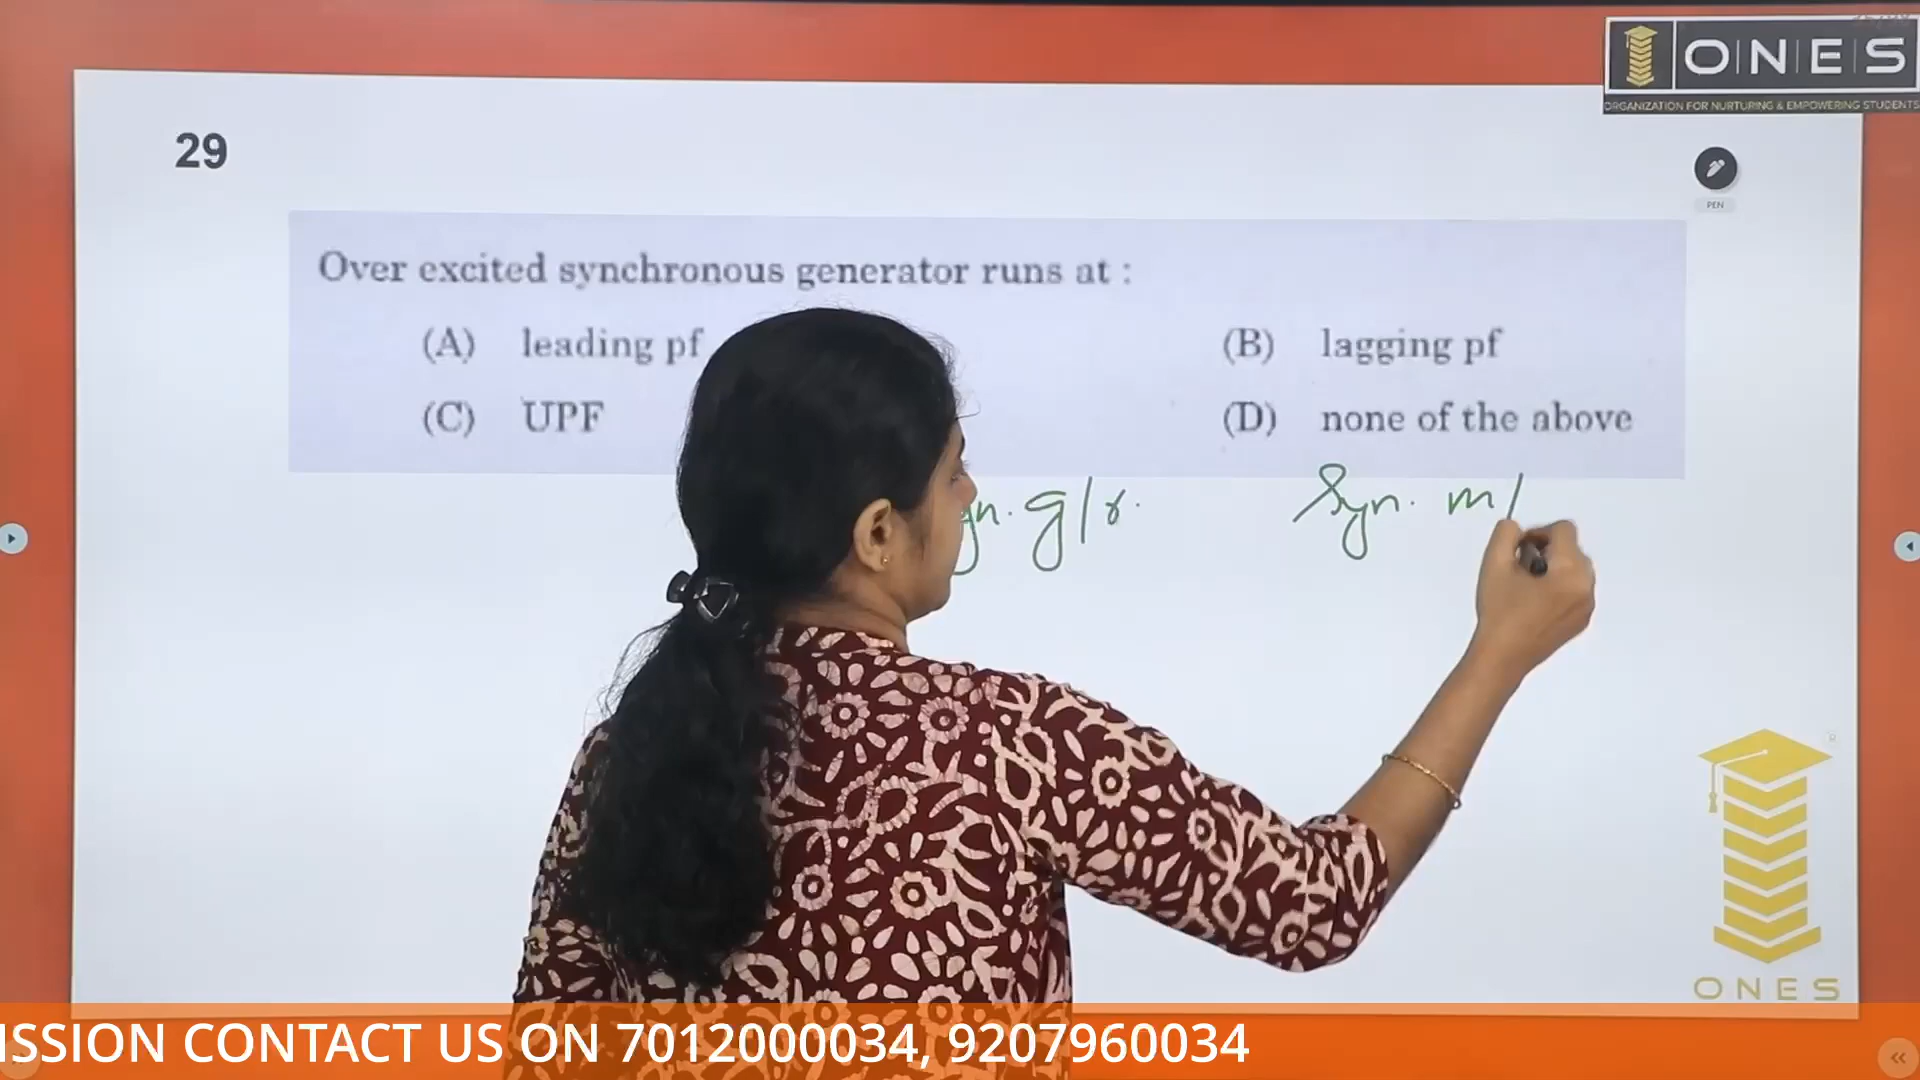 O|N|E|S
ORGANIZATION FOR NURTURING & EMPOWERING STUDENTS
29
PEN
Over excited synchronous generator runs at :
(A) leading pf
(B) lagging pf
(C) UPF
(D) none of the above
yn. g/r.
Syn. m/
ONES
ISSION CONTACT US ON 7012000034, 9207960034